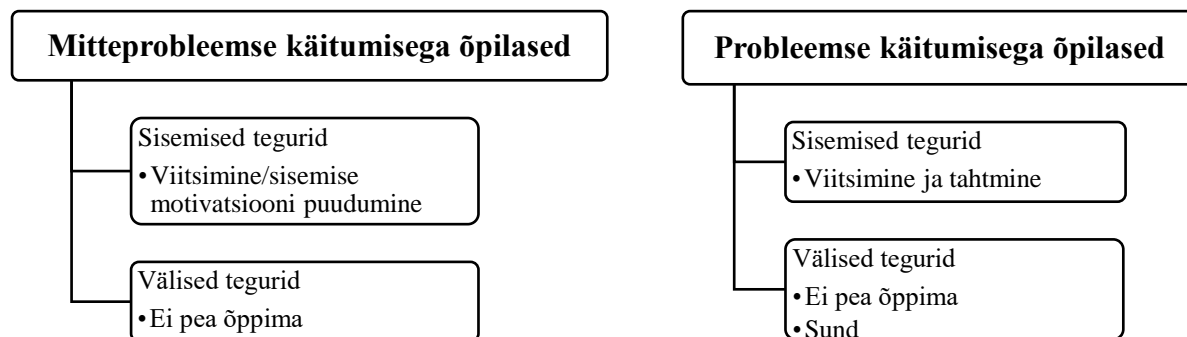 Mitteprobleemse käitumisega õpilased
Sisemised tegurid
•Viitsimine/sisemise
motivatsiooni puudumine
Välised tegurid
•Ei pea õppima
Probleemse käitumisega õpilased
Sisemised tegurid
•Viitsimine ja tahtmine
Välised tegurid
•Ei pea õppima
•Sund